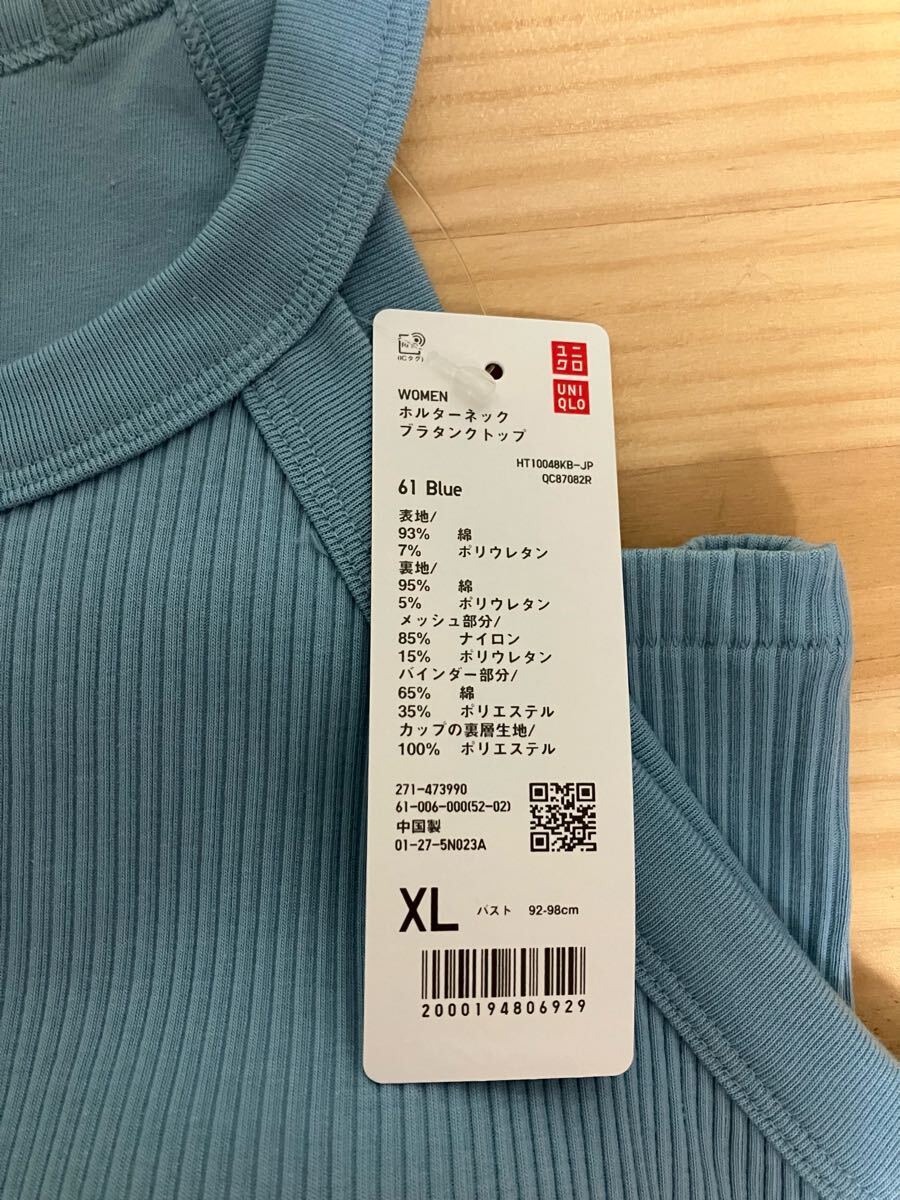 (ICタグ)
ユニ
クロ
UNI
QLO
WOMEN
ホルターネック
ブラタンクトップ
HT10048KB-JP
QC87082R
61 Blue
表地/
93% 綿
7% ポリウレタン
裏地/
95% 綿
5% ポリウレタン
メッシュ部分/
85% ナイロン
15% ポリウレタン
バインダー部分/
65% 綿
35% ポリエステル
カップの裏層生地/
100% ポリエステル
271-473990
61-006-000(52-02)
中国製
01-27-5N023A
XL バスト 92-98cm
2000194806929